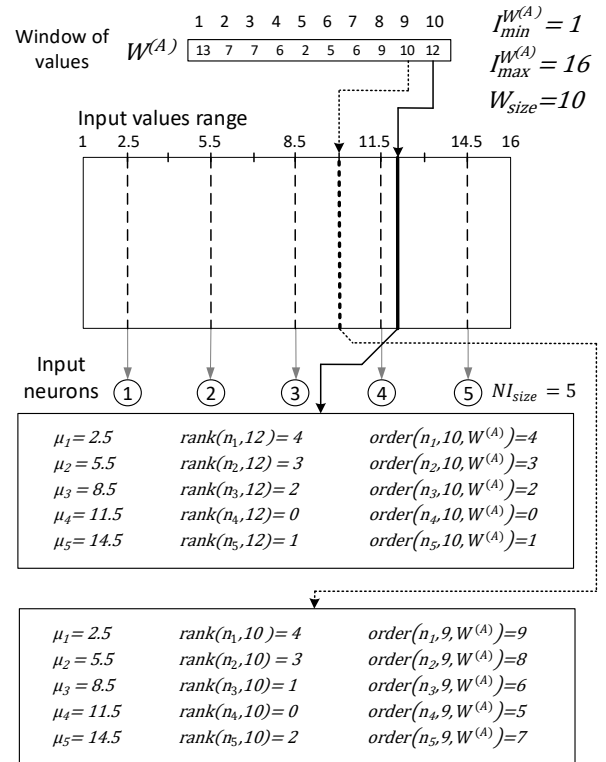 1 2 3 4 5 6 7 8 9 10
Window of values
W^(A) 13 7 7 6 2 5 6 9 10 12
I_min^W^(A) = 1
I_max^W^(A) = 16
W_size=10
Input values range
1 2.5 5.5 8.5 11.5 14.5 16
Input neurons
1 2 3 4 5 NI_size = 5
μ₁= 2.5 rank(n₁,12 )= 4 order(n₁,10,W^(A))=4
μ₂= 5.5 rank(n₂,12) = 3 order(n₂,10,W^(A))=3
μ₃= 8.5 rank(n₃,12)= 2 order(n₃,10,W^(A))=2
μ₄= 11.5 rank(n₄,12)= 0 order(n₄,10,W^(A))=0
μ₅= 14.5 rank(n₅,12)= 1 order(n₅,10,W^(A))=1
μ₁= 2.5 rank(n₁,10 )= 4 order(n₁,9,W^(A))=9
μ₂= 5.5 rank(n₂,10) = 3 order(n₂,9,W^(A))=8
μ₃= 8.5 rank(n₃,10)= 1 order(n₃,9,W^(A))=6
μ₄= 11.5 rank(n₄,10)= 0 order(n₄,9,W^(A))=5
μ₅= 14.5 rank(n₅,10)= 2 order(n₅,9,W^(A))=7